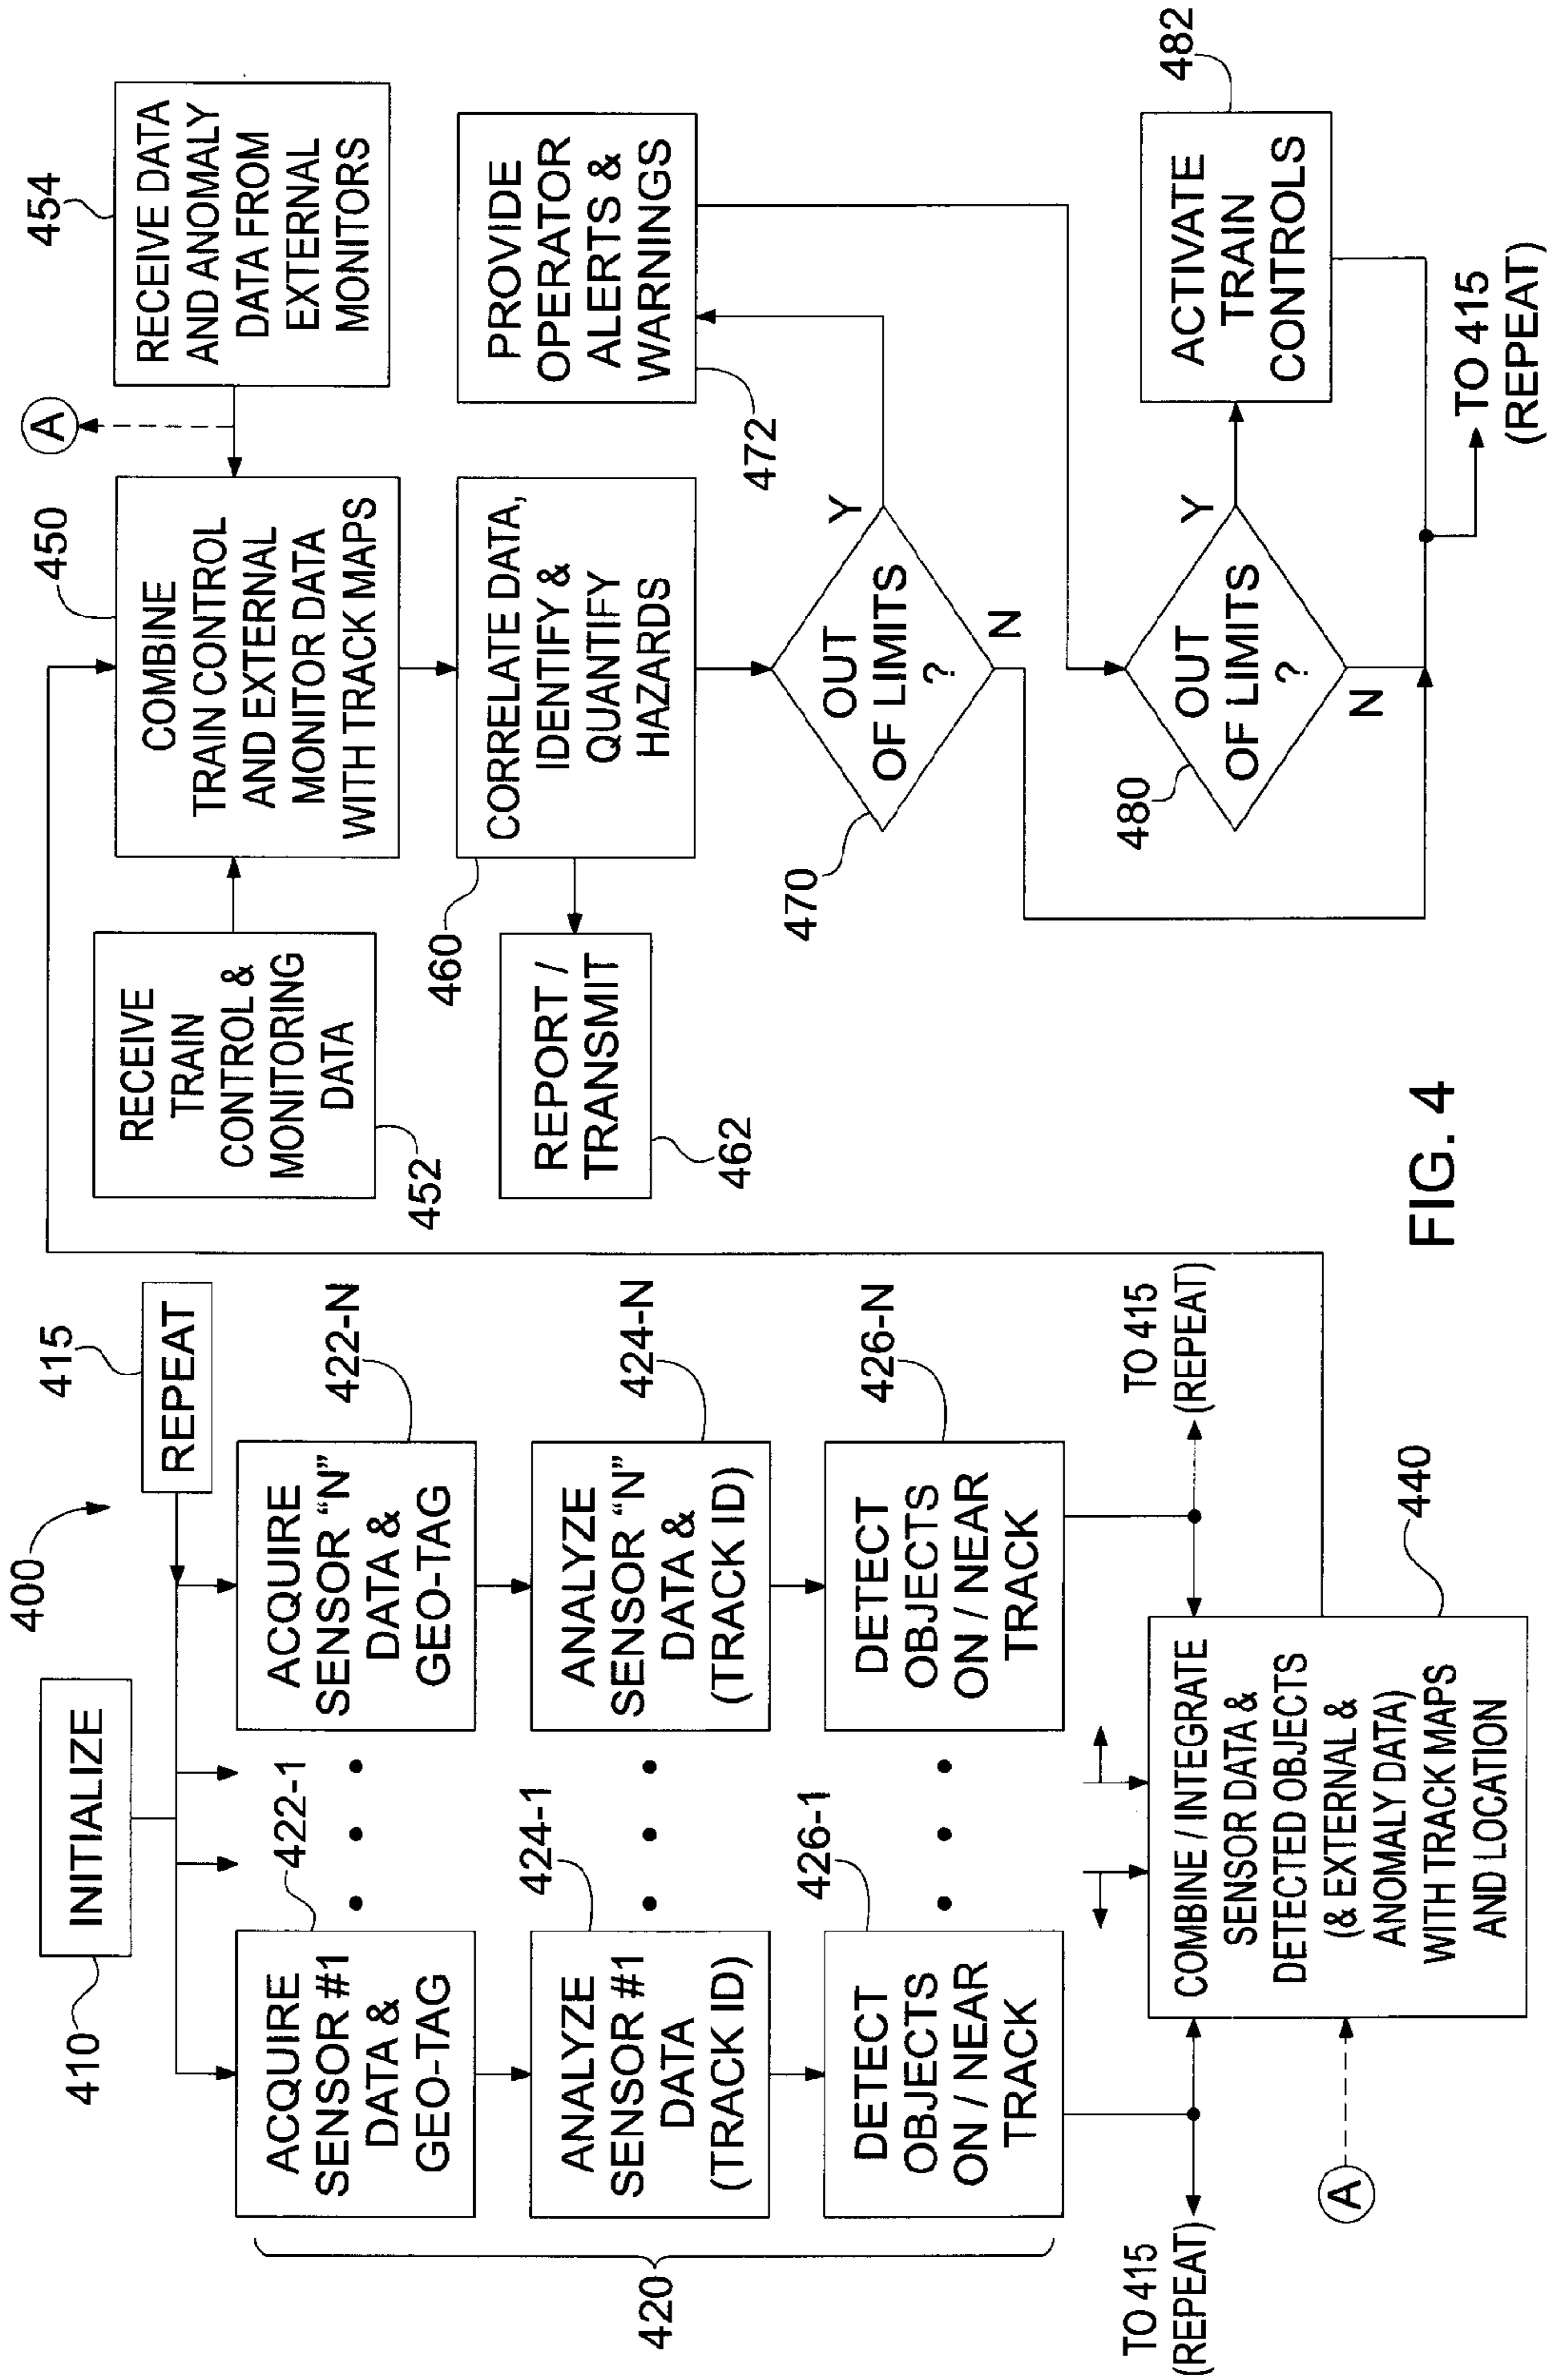 400
410
INITIALIZE
415
REPEAT
422-1
422-N
ACQUIRE
SENSOR #1
DATA &
GEO-TAG
ACQUIRE
SENSOR “N”
DATA &
GEO-TAG
424-1
424-N
ANALYZE
SENSOR #1
DATA
(TRACK ID)
ANALYZE
SENSOR “N”
DATA &
(TRACK ID)
426-1
426-N
DETECT
OBJECTS
ON / NEAR
TRACK
DETECT
OBJECTS
ON / NEAR
TRACK
420
TO 415
(REPEAT)
TO 415
(REPEAT)
COMBINE / INTEGRATE
SENSOR DATA &
DETECTED OBJECTS
(& EXTERNAL &
ANOMALY DATA)
WITH TRACK MAPS
AND LOCATION
440
A
A
454
RECEIVE DATA
AND ANOMALY
DATA FROM
EXTERNAL
MONITORS
450
COMBINE
TRAIN CONTROL
AND EXTERNAL
MONITOR DATA
WITH TRACK MAPS
RECEIVE
TRAIN
CONTROL &
MONITORING
DATA
452
460
CORRELATE DATA,
IDENTIFY &
QUANTIFY
HAZARDS
REPORT /
TRANSMIT
462
PROVIDE
OPERATOR
ALERTS &
WARNINGS
472
470
OUT
OF LIMITS
?
Y
N
480
OUT
OF LIMITS
?
Y
N
482
ACTIVATE
TRAIN
CONTROLS
TO 415
(REPEAT)
FIG. 4